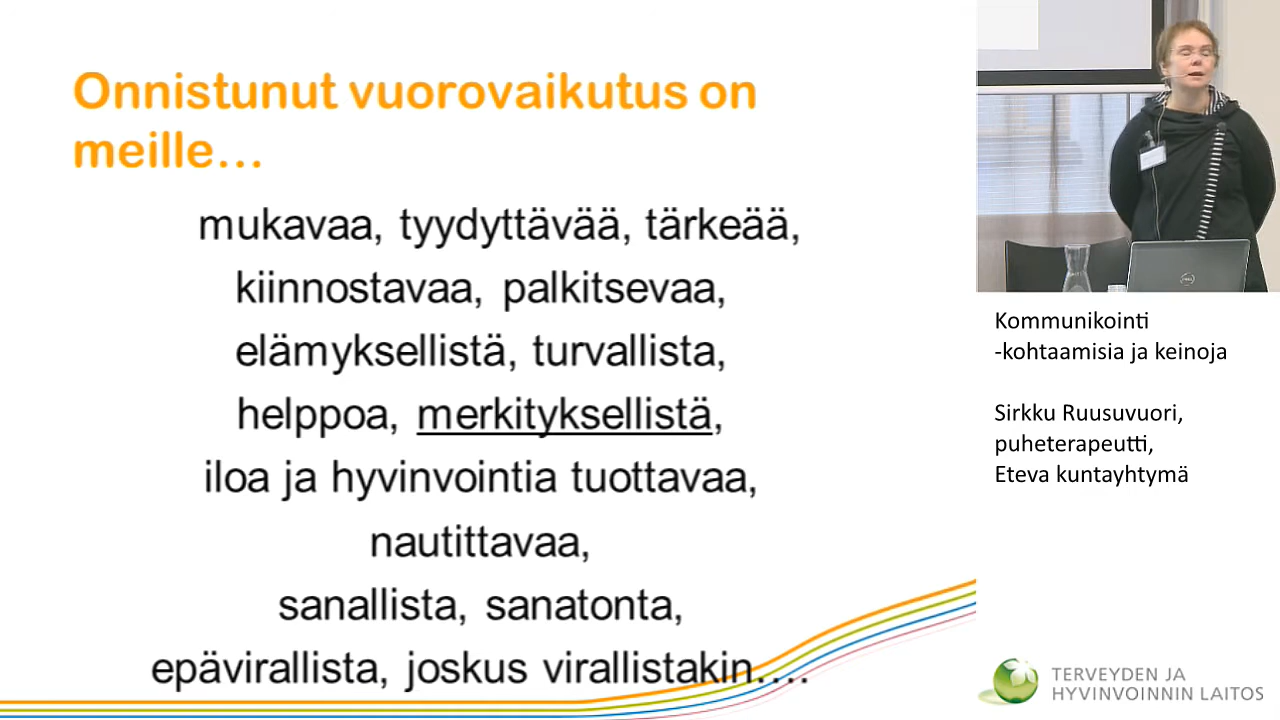 Onnistunut vuorovaikutus on
meille...
mukavaa, tyydyttävää, tärkeää,
kiinnostavaa, palkitsevaa,
elämyksellistä, turvallista,
helppoa, merkityksellistä,
iloa ja hyvinvointia tuottavaa,
nautittavaa,
sanallista, sanatonta,
epävirallista, joskus virallistakin....
Kommunikointi
-kohtaamisia ja keinoja
Sirkku Ruusuvuori,
puheterapeutti,
Eteva kuntayhtymä
TERVEYDEN JA
HYVINVOINNIN LAITOS